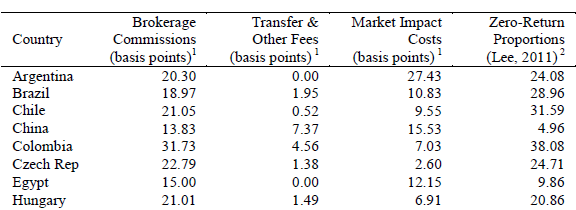 Brokerage Transfer & Market Impact Zero-Return
Commissions Other Fees Costs Proportions
Country (basis points)1 (basis points) 1 (basis points) 1 (Lee, 2011) 2
Argentina 20.30 0.00 27.43 24.08
Brazil 18.97 1.95 10.83 28.96
Chile 21.05 0.52 9.55 31.59
China 13.83 7.37 15.53 4.96
Colombia 31.73 4.56 7.03 38.08
Czech Rep 22.79 1.38 2.60 24.71
Egypt 15.00 0.00 12.15 9.86
Hungary 21.01 1.49 6.91 20.86